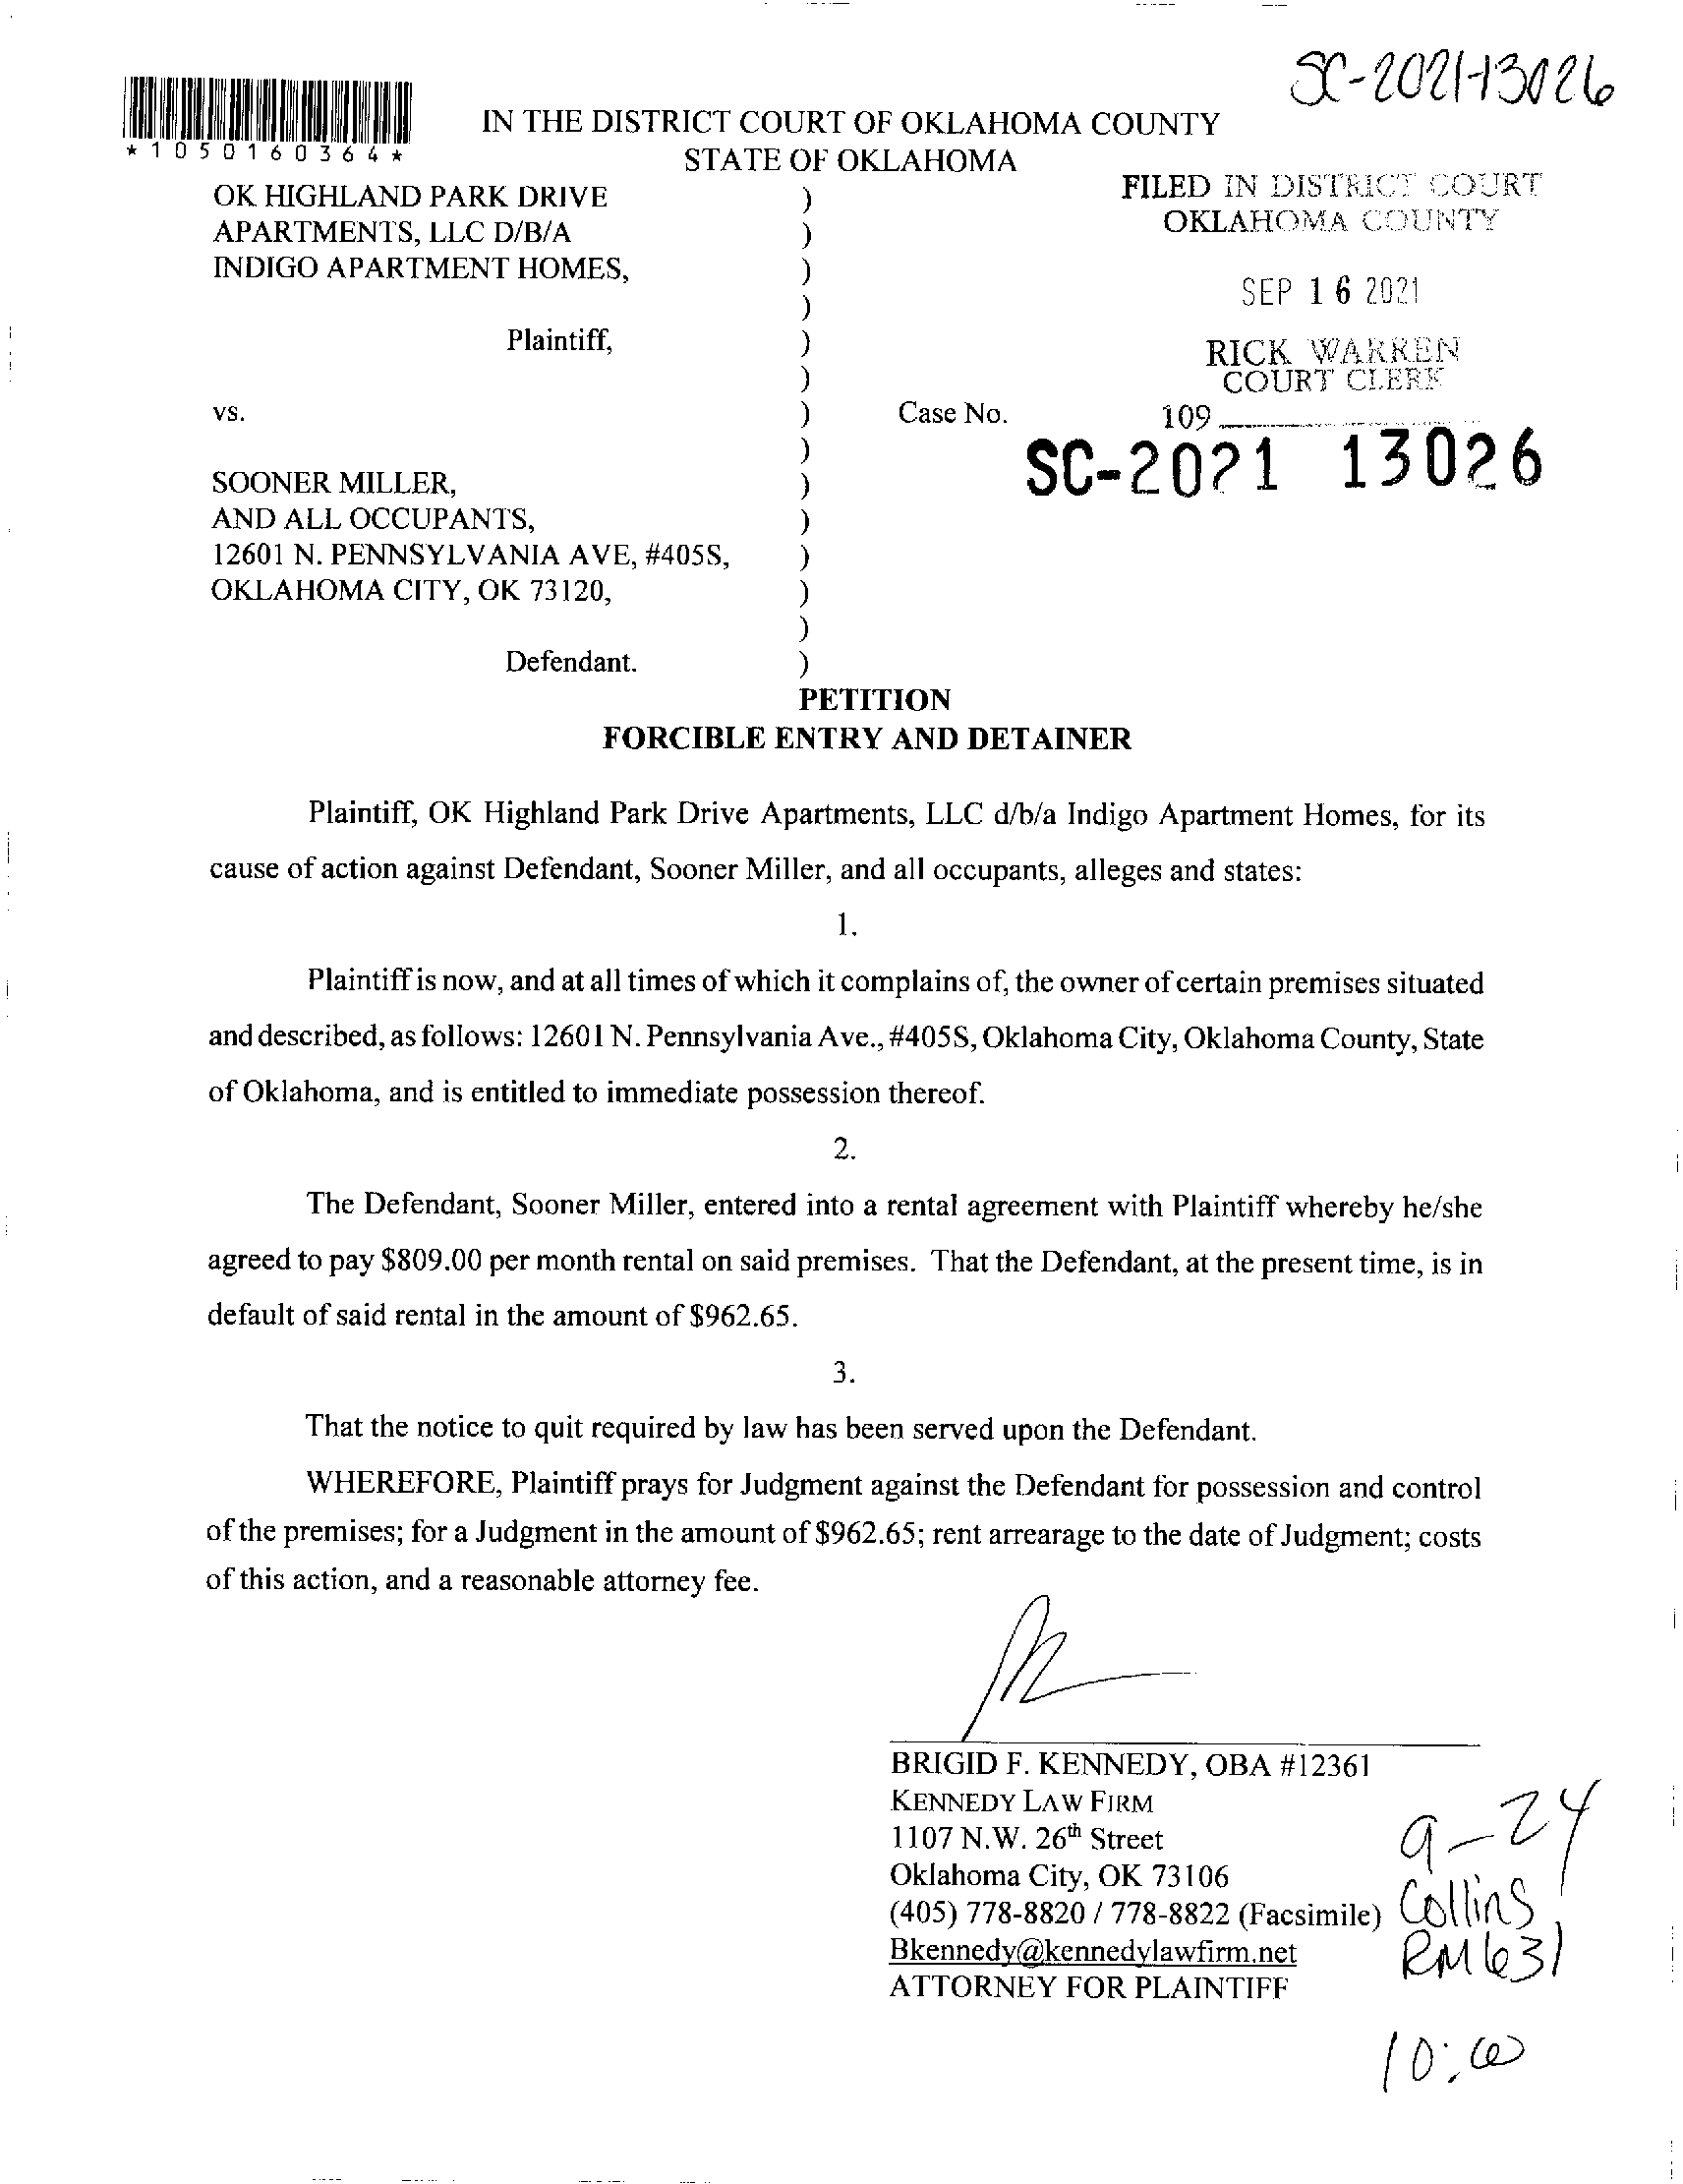 SC-2021-13026
*1050160364*
IN THE DISTRICT COURT OF OKLAHOMA COUNTY
STATE OF OKLAHOMA
FILED IN DISTRICT COURT
OKLAHOMA COUNTY
SEP 16 2021
RICK WARREN
COURT CLERK
109
OK HIGHLAND PARK DRIVE )
APARTMENTS, LLC D/B/A )
INDIGO APARTMENT HOMES, )
)
Plaintiff, )
)
vs. ) Case No.
) SC-2021 13026
SOONER MILLER, )
AND ALL OCCUPANTS, )
12601 N. PENNSYLVANIA AVE, #405S, )
OKLAHOMA CITY, OK 73120, )
)
Defendant. )
PETITION
FORCIBLE ENTRY AND DETAINER
Plaintiff, OK Highland Park Drive Apartments, LLC d/b/a Indigo Apartment Homes, for its
cause of action against Defendant, Sooner Miller, and all occupants, alleges and states:
1.
Plaintiff is now, and at all times of which it complains of, the owner of certain premises situated
and described, as follows: 12601 N. Pennsylvania Ave., #405S, Oklahoma City, Oklahoma County, State
of Oklahoma, and is entitled to immediate possession thereof.
2.
The Defendant, Sooner Miller, entered into a rental agreement with Plaintiff whereby he/she
agreed to pay $809.00 per month rental on said premises. That the Defendant, at the present time, is in
default of said rental in the amount of $962.65.
3.
That the notice to quit required by law has been served upon the Defendant.
WHEREFORE, Plaintiff prays for Judgment against the Defendant for possession and control
of the premises; for a Judgment in the amount of $962.65; rent arrearage to the date of Judgment; costs
of this action, and a reasonable attorney fee.
BRIGID F. KENNEDY, OBA #12361
KENNEDY LAW FIRM
1107 N.W. 26th Street
Oklahoma City, OK 73106
(405) 778-8820 / 778-8822 (Facsimile)
Bkennedy@kennedylawfirm.net
ATTORNEY FOR PLAINTIFF
9-24
Collins
RM 631
10:00